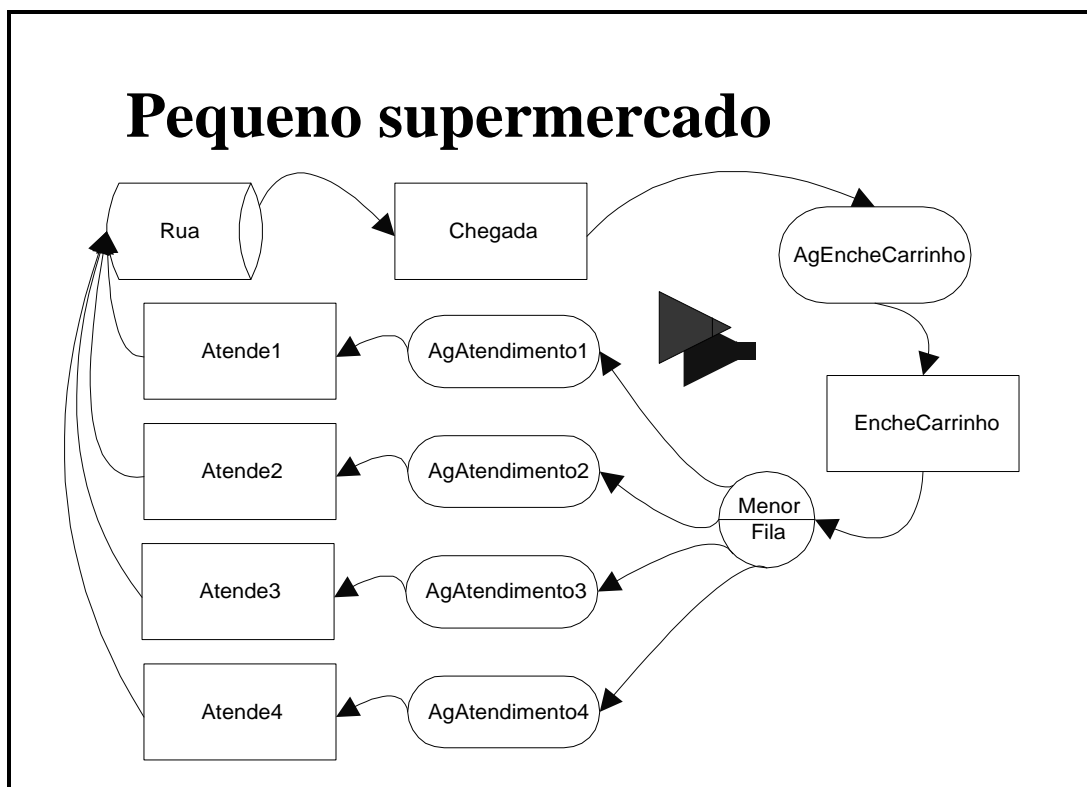 Pequeno supermercado
Rua
Chegada
AgEncheCarrinho
Atende1
AgAtendimento1
EncheCarrinho
Atende2
AgAtendimento2
Menor
Fila
Atende3
AgAtendimento3
Atende4
AgAtendimento4